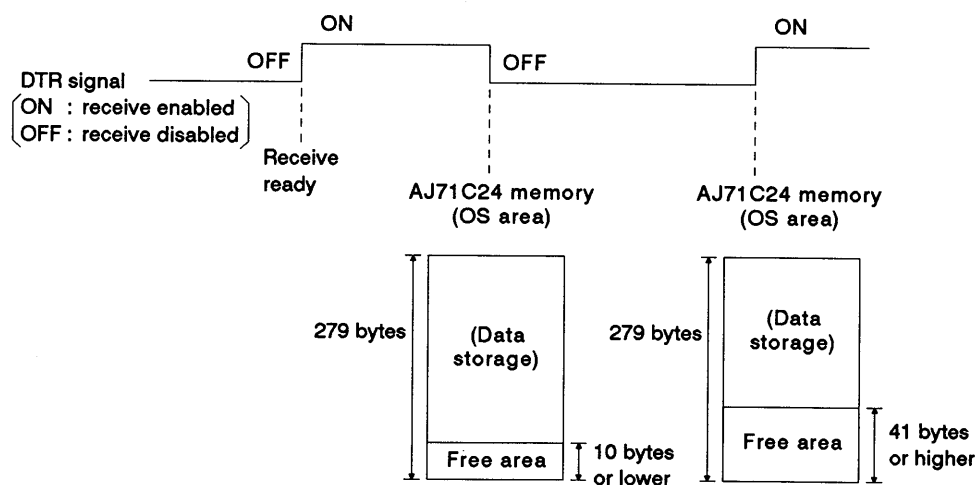 ON
ON
OFF
OFF
DTR signal
(ON : receive enabled
OFF : receive disabled)
Receive
ready
AJ71C24 memory
(OS area)
AJ71C24 memory
(OS area)
279 bytes
(Data
storage)
Free area
10 bytes
or lower
279 bytes
(Data
storage)
Free area
41 bytes
or higher